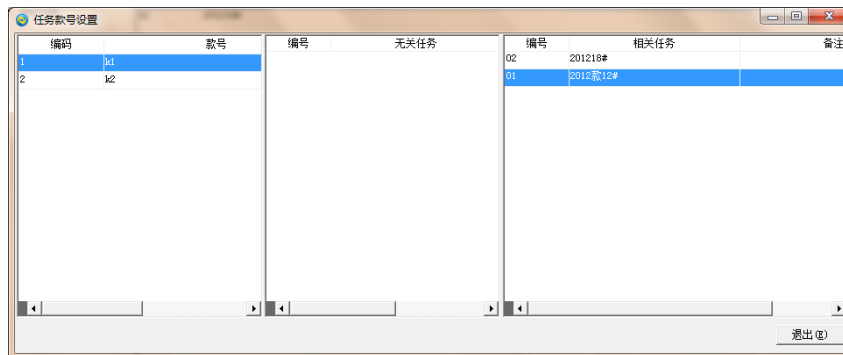 任务款号设置
编码 款号 编号 无关任务 编号 相关任务 备注
1 k1 02 201218#
2 k2 01 2012款12#
退出(E)